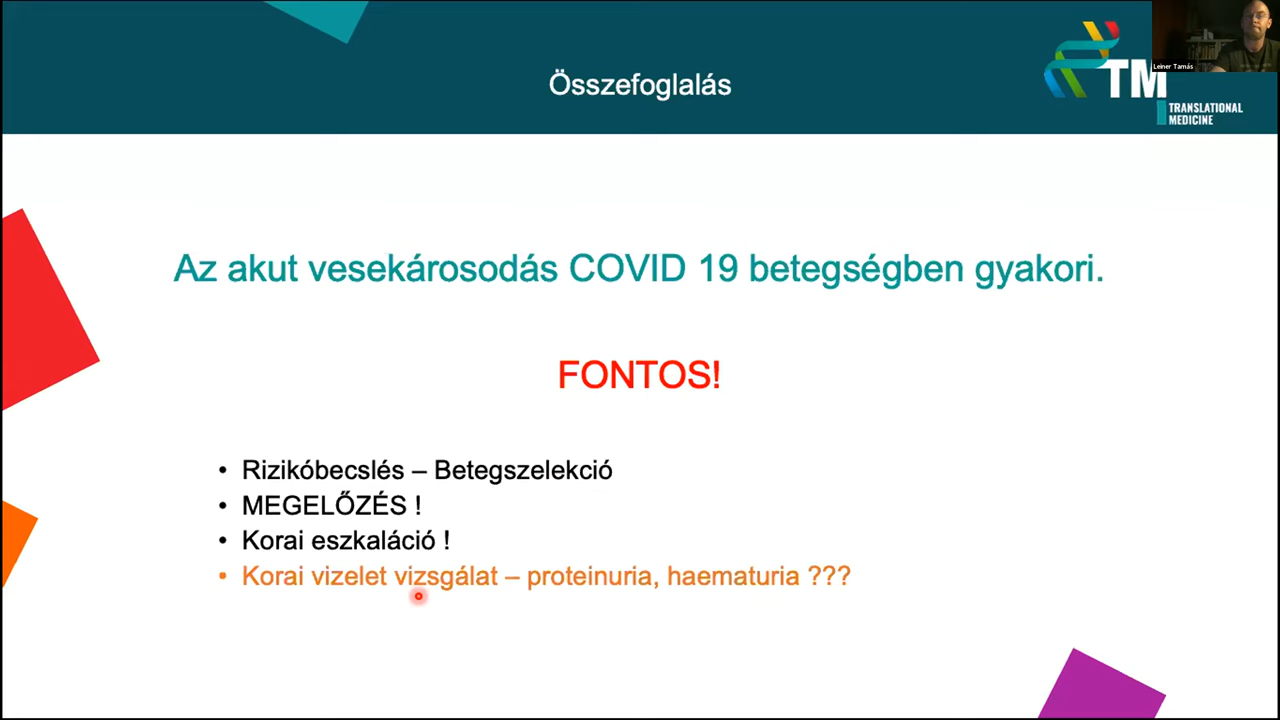 Összefoglalás
TM
TRANSLATIONAL
MEDICINE
Leiner Tamás
Az akut vesekárosodás COVID 19 betegségben gyakori.
FONTOS!
• Rizikóbecslés – Betegszelekció
• MEGELŐZÉS !
• Korai eszkaláció !
• Korai vizelet vizsgálat – proteinuria, haematuria ???